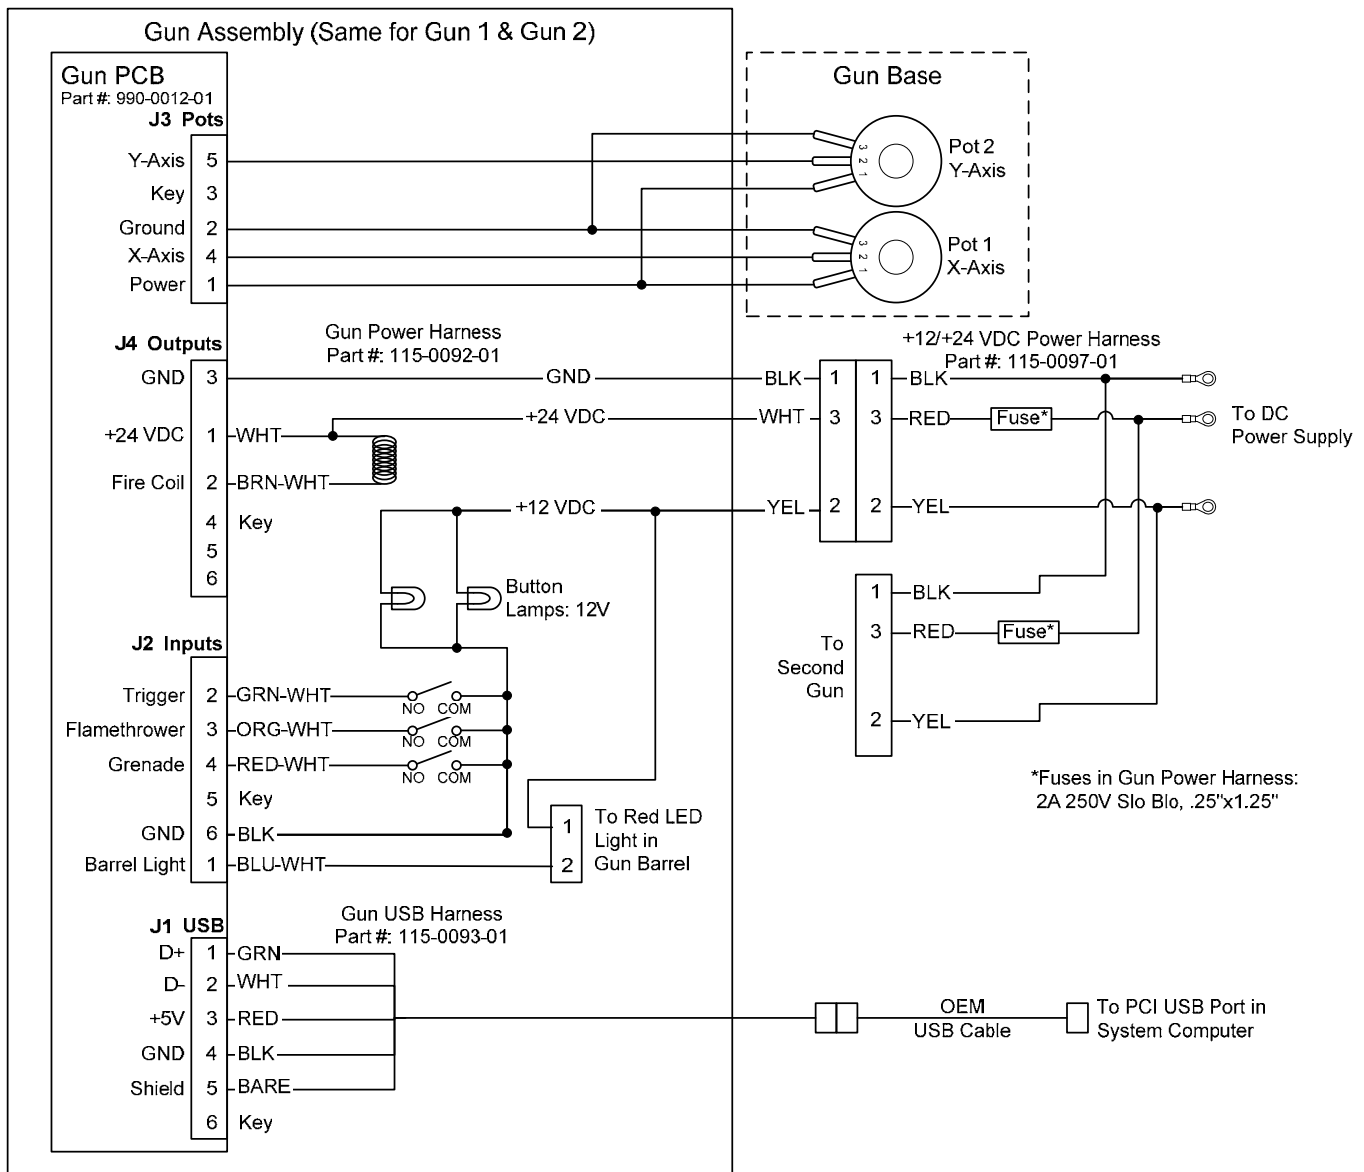 Gun Assembly (Same for Gun 1 & Gun 2)
Gun PCB
Part #: 990-0012-01
J3 Pots
Y-Axis 5
Key 3
Ground 2
X-Axis 4
Power 1
Gun Base
3
2
1
Pot 2
Y-Axis
3
2
1
Pot 1
X-Axis
J4 Outputs
GND 3
+24 VDC 1 WHT
Fire Coil 2 BRN-WHT
4 Key
5
6
Gun Power Harness
Part #: 115-0092-01
GND BLK 1
+24 VDC WHT 3
+12 VDC YEL 2
+12/+24 VDC Power Harness
Part #: 115-0097-01
1 BLK
3 RED Fuse*
2 YEL
To DC
Power Supply
Button
Lamps: 12V
1 BLK
3 RED Fuse*
2 YEL
To
Second
Gun
*Fuses in Gun Power Harness:
2A 250V Slo Blo, .25"x1.25"
J2 Inputs
Trigger 2 GRN-WHT NO COM
Flamethrower 3 ORG-WHT NO COM
Grenade 4 RED-WHT NO COM
5 Key
GND 6 BLK
Barrel Light 1 BLU-WHT
1
2
To Red LED
Light in
Gun Barrel
J1 USB
Gun USB Harness
Part #: 115-0093-01
D+ 1 GRN
D- 2 WHT
+5V 3 RED
GND 4 BLK
Shield 5 BARE
6 Key
OEM
USB Cable
To PCI USB Port in
System Computer